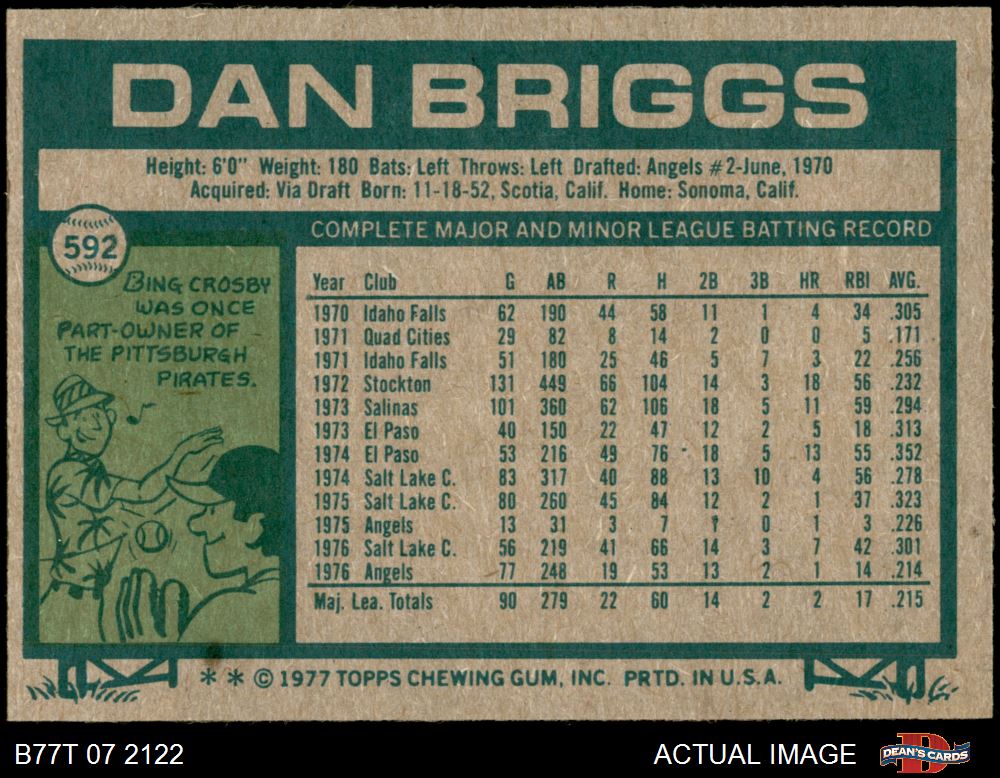 DAN BRIGGS
Height: 6'0" Weight: 180 Bats: Left Throws: Left Drafted: Angels #2-June, 1970
Acquired: Via Draft Born: 11-18-52, Scotia, Calif. Home: Sonoma, Calif.
592
BING CROSBY
WAS ONCE
PART-OWNER OF
THE PITTSBURGH
PIRATES.
COMPLETE MAJOR AND MINOR LEAGUE BATTING RECORD
Year Club G AB R H 2B 3B HR RBI AVG.
1970 Idaho Falls 62 190 44 58 11 1 4 34 .305
1971 Quad Cities 29 82 8 14 2 0 0 5 .171
1971 Idaho Falls 51 180 25 46 5 7 3 22 .256
1972 Stockton 131 449 66 104 14 3 18 56 .232
1973 Salinas 101 360 62 106 18 5 11 59 .294
1973 El Paso 40 150 22 47 12 2 5 18 .313
1974 El Paso 53 216 49 76 18 5 13 55 .352
1974 Salt Lake C. 83 317 40 88 13 10 4 56 .278
1975 Salt Lake C. 80 260 45 84 12 2 1 37 .323
1975 Angels 13 31 3 7 1 0 1 3 .226
1976 Salt Lake C. 56 219 41 66 14 3 7 42 .301
1976 Angels 77 248 19 53 13 2 1 14 .214
Maj. Lea. Totals 90 279 22 60 14 2 2 17 .215
* * © 1977 TOPPS CHEWING GUM, INC. PRTD. IN U.S.A.
B77T 07 2122 ACTUAL IMAGE DEAN'S CARDS